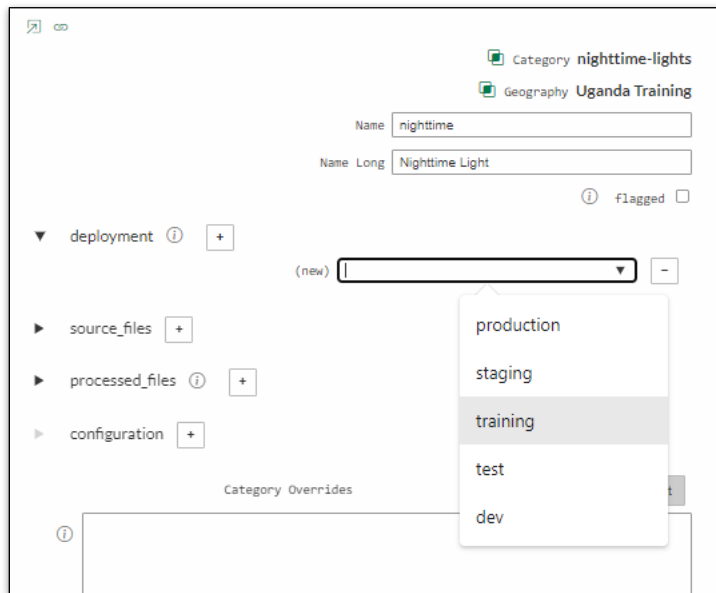 Category nighttime-lights
Geography Uganda Training
Name nighttime
Name Long Nighttime Light
flagged
deployment +
(new) −
production
source_files +
staging
processed_files +
training
configuration +
test
Category Overrides t
dev